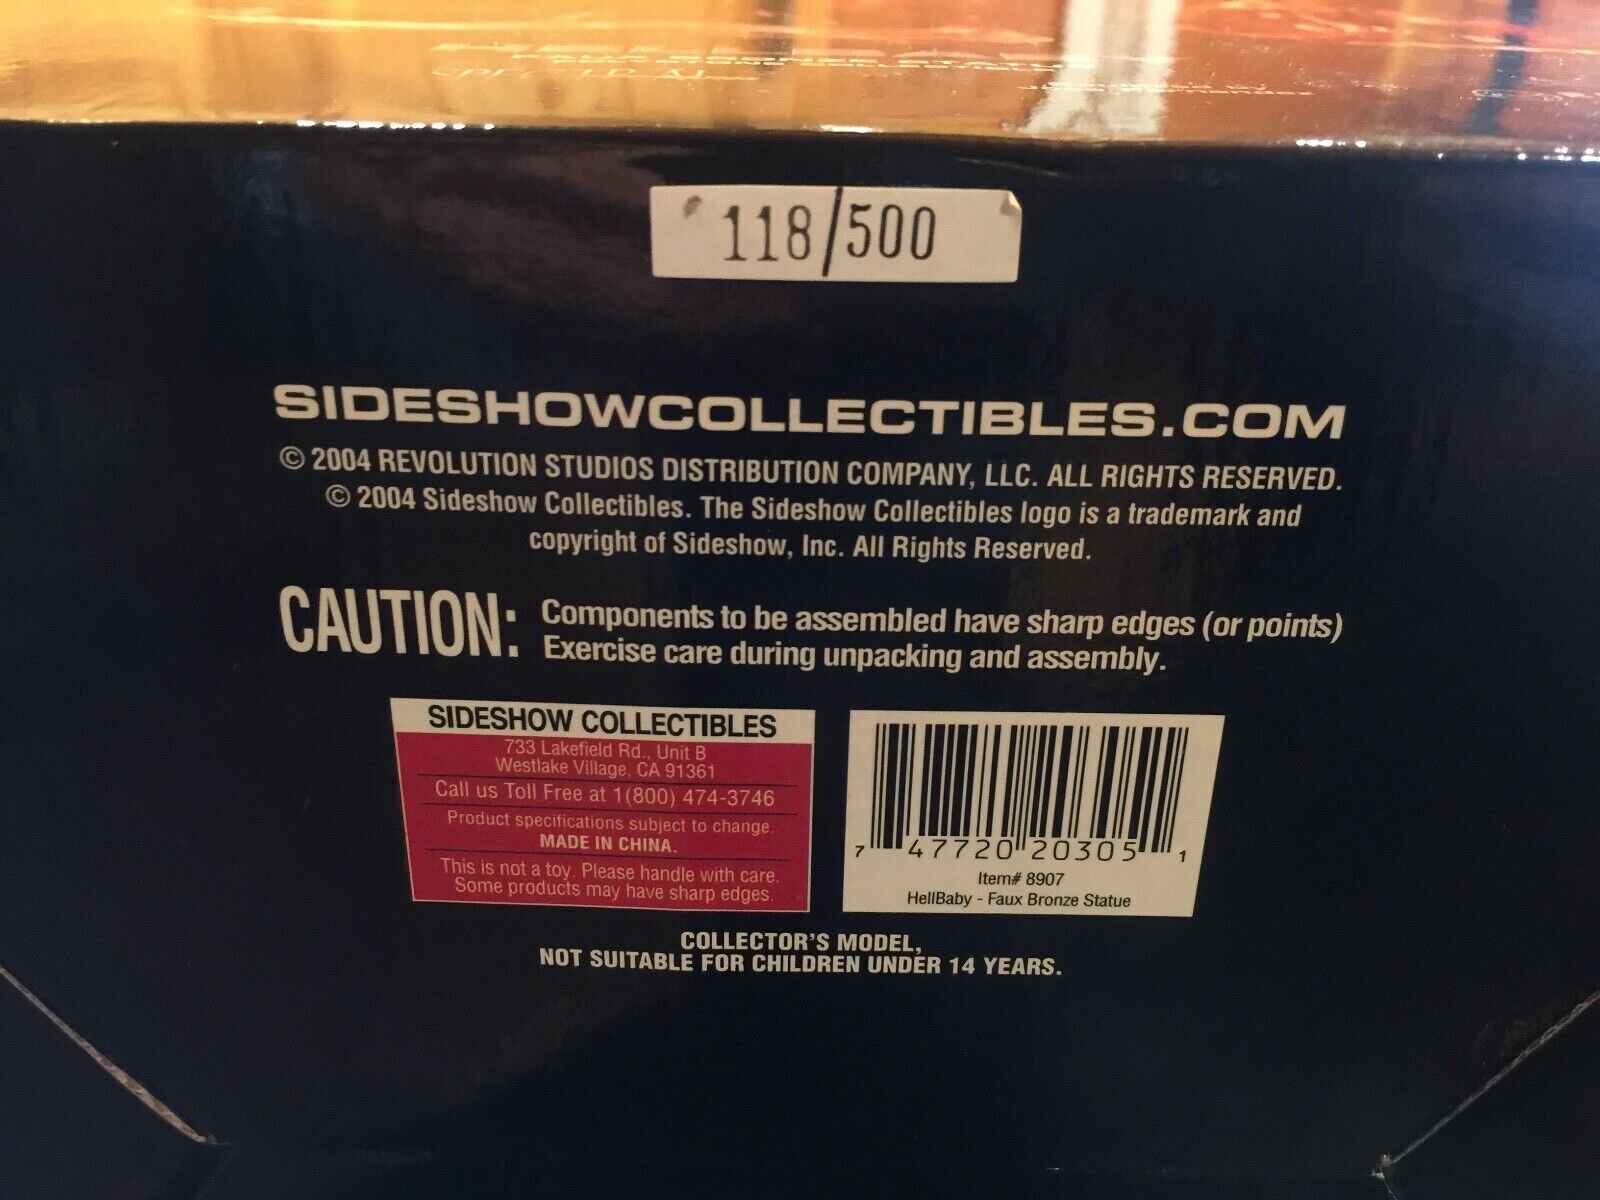 118/500
SIDESHOWCOLLECTIBLES.COM
© 2004 REVOLUTION STUDIOS DISTRIBUTION COMPANY, LLC. ALL RIGHTS RESERVED.
© 2004 Sideshow Collectibles. The Sideshow Collectibles logo is a trademark and
copyright of Sideshow, Inc. All Rights Reserved.
CAUTION: Components to be assembled have sharp edges (or points)
Exercise care during unpacking and assembly.
SIDESHOW COLLECTIBLES
733 Lakefield Rd., Unit B
Westlake Village, CA 91361
Call us Toll Free at 1(800) 474-3746
Product specifications subject to change.
MADE IN CHINA.
This is not a toy. Please handle with care.
Some products may have sharp edges.
7 47720 20305 1
Item# 8907
HellBaby - Faux Bronze Statue
COLLECTOR'S MODEL,
NOT SUITABLE FOR CHILDREN UNDER 14 YEARS.